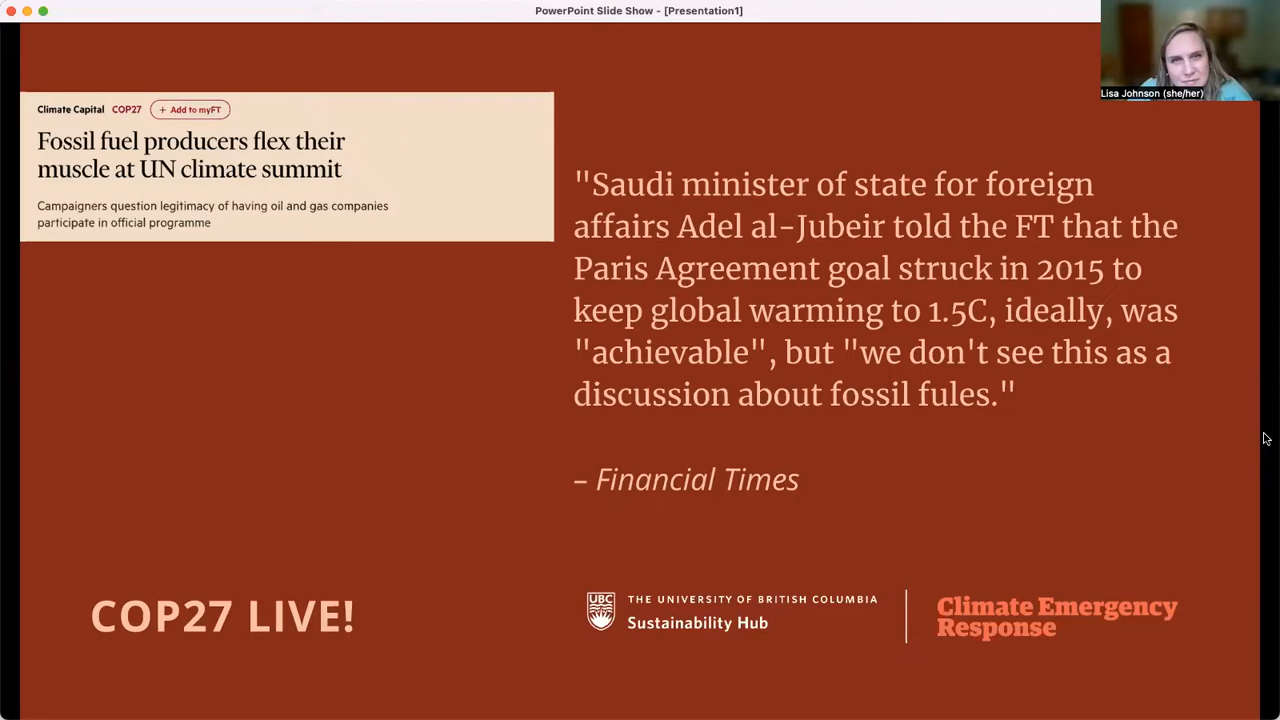 PowerPoint Slide Show - [Presentation1]
Lisa Johnson (she/her)
Climate Capital COP27 + Add to myFT
Fossil fuel producers flex their
muscle at UN climate summit
Campaigners question legitimacy of having oil and gas companies
participate in official programme
"Saudi minister of state for foreign
affairs Adel al-Jubeir told the FT that the
Paris Agreement goal struck in 2015 to
keep global warming to 1.5C, ideally, was
"achievable", but "we don't see this as a
discussion about fossil fules."
– Financial Times
COP27 LIVE!
UBC
THE UNIVERSITY OF BRITISH COLUMBIA
Sustainability Hub
Climate Emergency
Response